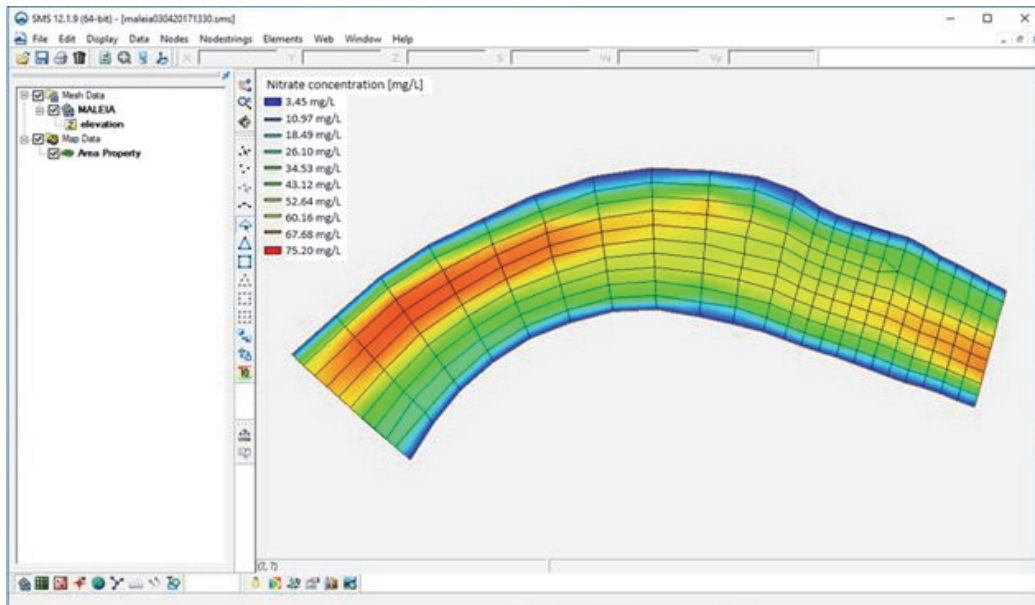 SMS 12.1.9 (64-bit) - [maleia030420171330.sms]
File Edit Display Data Nodes Nodestrings Elements Web Window Help
X Y Z S Vx Vy
Mesh Data
MALEIA
elevation
Map Data
Area Property
Nitrate concentration [mg/L]
3.45 mg/L
10.97 mg/L
18.49 mg/L
26.10 mg/L
34.53 mg/L
43.12 mg/L
52.64 mg/L
60.16 mg/L
67.68 mg/L
75.20 mg/L
(?, ?)